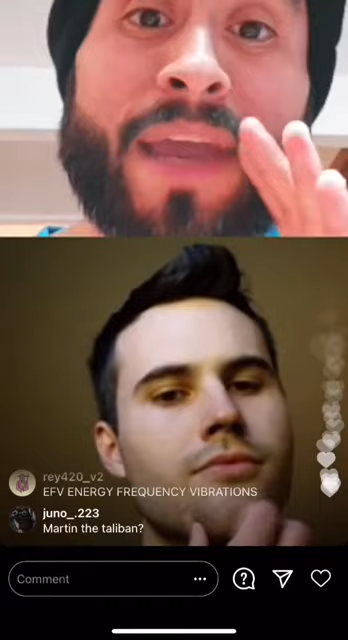 rey420_v2
EFV ENERGY FREQUENCY VIBRATIONS
juno_.223
Martin the taliban?
Comment